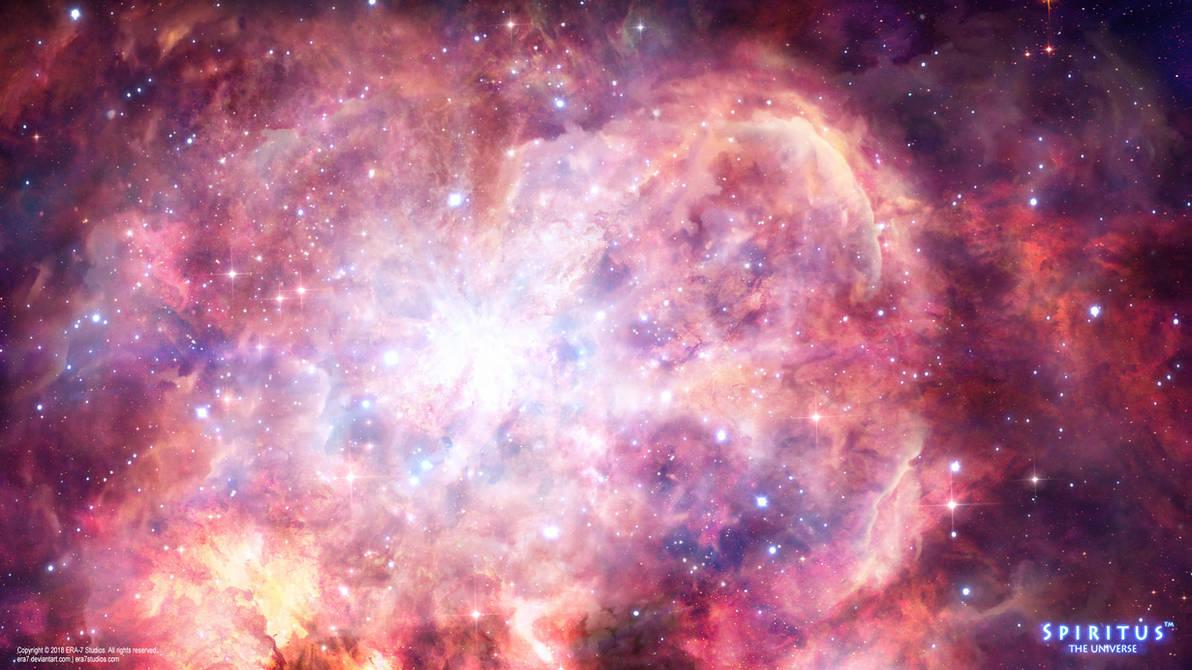 SPIRITUS™
THE UNIVERSE
Copyright © 2018 ERA-7 Studios. All rights reserved.
era7.deviantart.com | era7studios.com